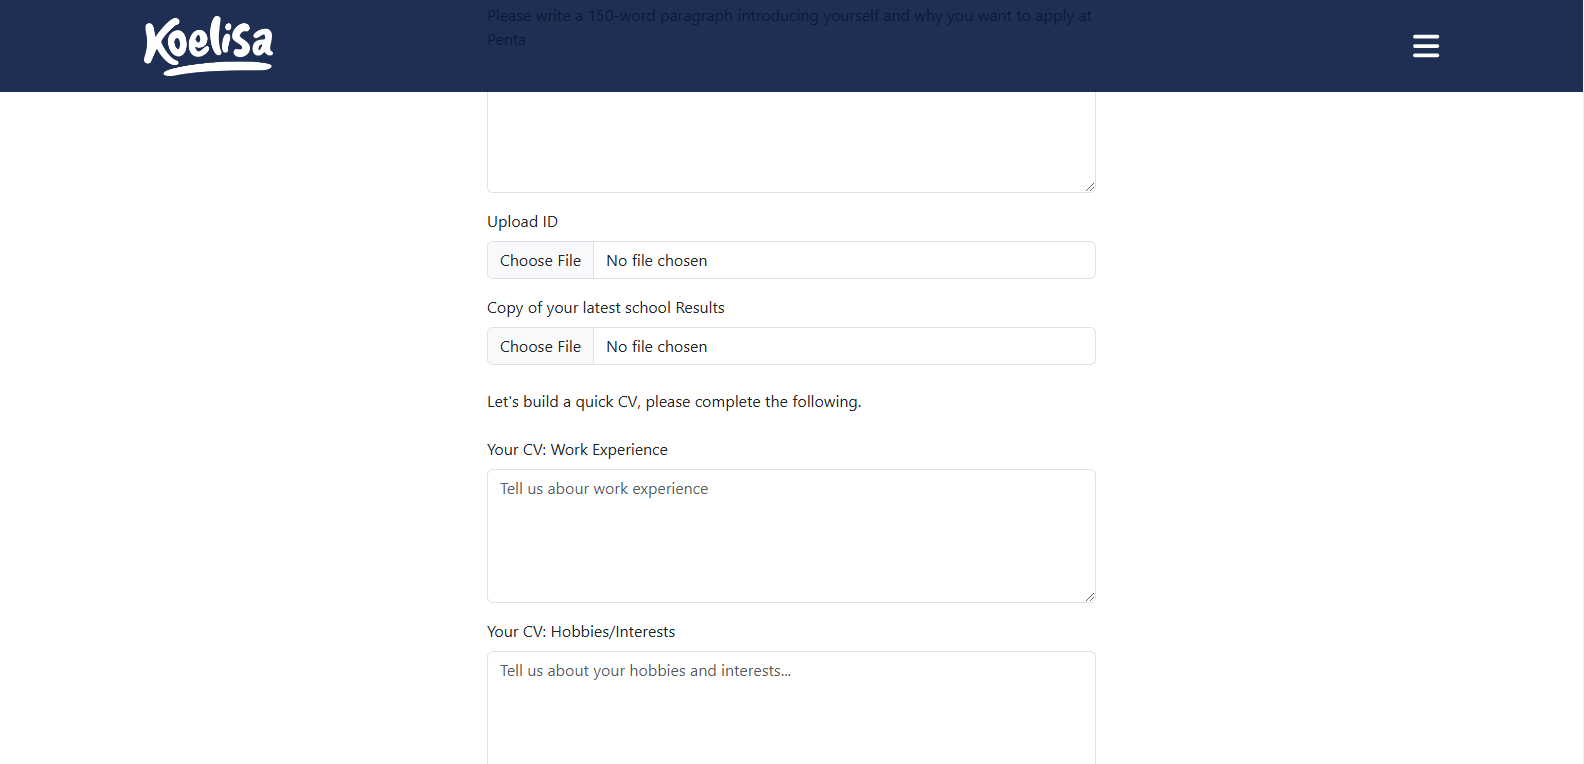 Please write a 150-word paragraph introducing yourself and why you want to apply at
Penta
Koelisa
Upload ID
Choose File No file chosen
Copy of your latest school Results
Choose File No file chosen
Let's build a quick CV, please complete the following.
Your CV: Work Experience
Tell us abour work experience
Your CV: Hobbies/Interests
Tell us about your hobbies and interests...